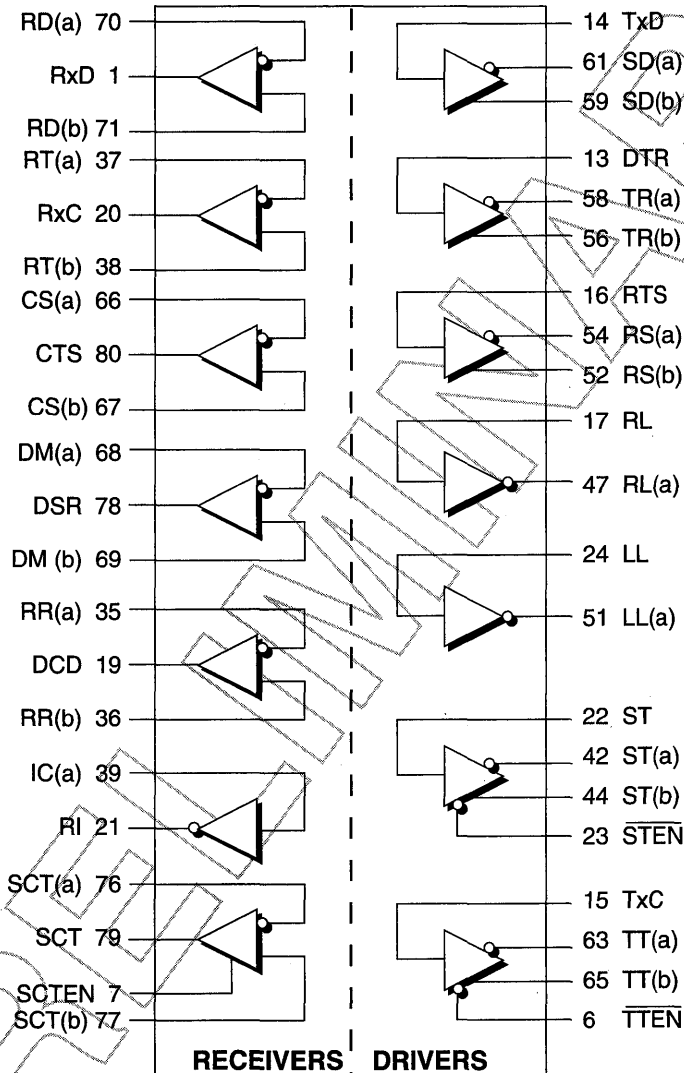 RD(a) 70
RxD 1
RD(b) 71
RT(a) 37
RxC 20
RT(b) 38
CS(a) 66
CTS 80
CS(b) 67
DM(a) 68
DSR 78
DM (b) 69
RR(a) 35
DCD 19
RR(b) 36
IC(a) 39
RI 21
SCT(a) 76
SCT 79
SCTEN 7
SCT(b) 77
RECEIVERS
14 TxD
61 SD(a)
59 SD(b)
13 DTR
58 TR(a)
56 TR(b)
16 RTS
54 RS(a)
52 RS(b)
17 RL
47 RL(a)
24 LL
51 LL(a)
22 ST
42 ST(a)
44 ST(b)
23 STEN
15 TxC
63 TT(a)
65 TT(b)
6 TTEN
DRIVERS